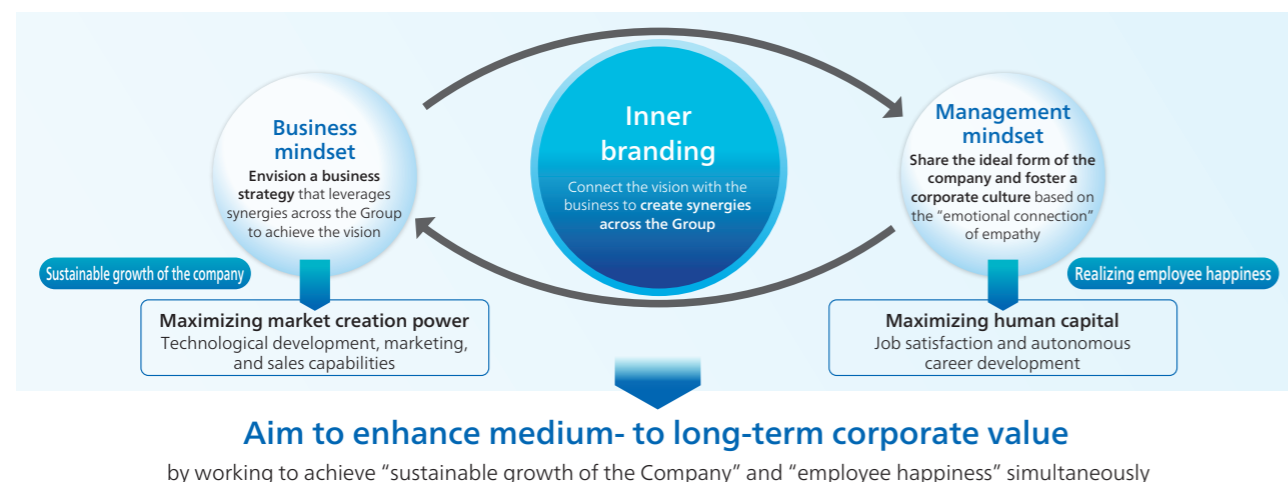 Business
mindset
Envision a business
strategy that leverages
synergies across the Group
to achieve the vision
Inner
branding
Connect the vision with the
business to create synergies
across the Group
Management
mindset
Share the ideal form of the
company and foster a
corporate culture based on
the “emotional connection”
of empathy
Sustainable growth of the company
Realizing employee happiness
Maximizing market creation power
Technological development, marketing,
and sales capabilities
Maximizing human capital
Job satisfaction and autonomous
career development
Aim to enhance medium- to long-term corporate value
by working to achieve “sustainable growth of the Company” and “employee happiness” simultaneously